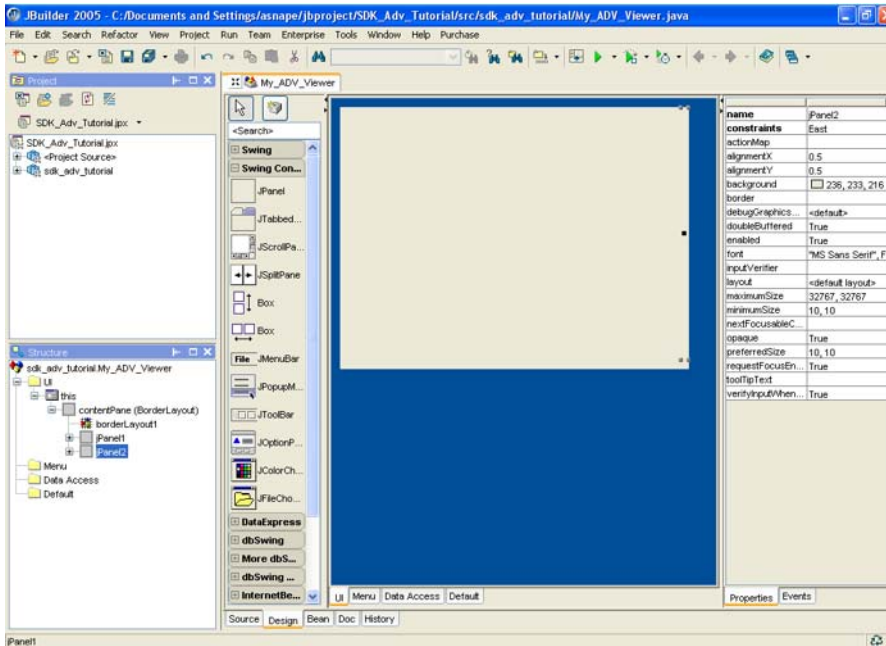 JBuilder 2005 - C:/Documents and Settings/asnape/jbproject/SDK_Adv_Tutorial/src/sdk_adv_tutorial/My_ADV_Viewer.java
File Edit Search Refactor View Project Run Team Enterprise Tools Window Help Purchase
Project
SDK_Adv_Tutorial.jpx
SDK_Adv_Tutorial.jpx
<Project Source>
sdk_adv_tutorial
Structure
sdk_adv_tutorial.My_ADV_Viewer
UI
this
contentPane (BorderLayout)
borderLayout1
jPanel1
jPanel2
Menu
Data Access
Default
My_ADV_Viewer
<Search>
Swing
Swing Con...
JPanel
JTabbed...
JScrollPa...
JSplitPane
Box
Box
File JMenuBar
JPopupM...
JToolBar
JOptionP...
JColorCh...
JFileCho...
DataExpress
dbSwing
More dbS...
dbSwing ...
InternetBe...
UI Menu Data Access Default
Source Design Bean Doc History
name jPanel2
constraints East
actionMap
alignmentX 0.5
alignmentY 0.5
background 236, 233, 216
border
debugGraphics... <default>
doubleBuffered True
enabled True
font "MS Sans Serif", F
inputVerifier
layout <default layout>
maximumSize 32767, 32767
minimumSize 10, 10
nextFocusableC...
opaque True
preferredSize 10, 10
requestFocusEn... True
toolTipText
verifyInputWhen... True
Properties Events
jPanel1